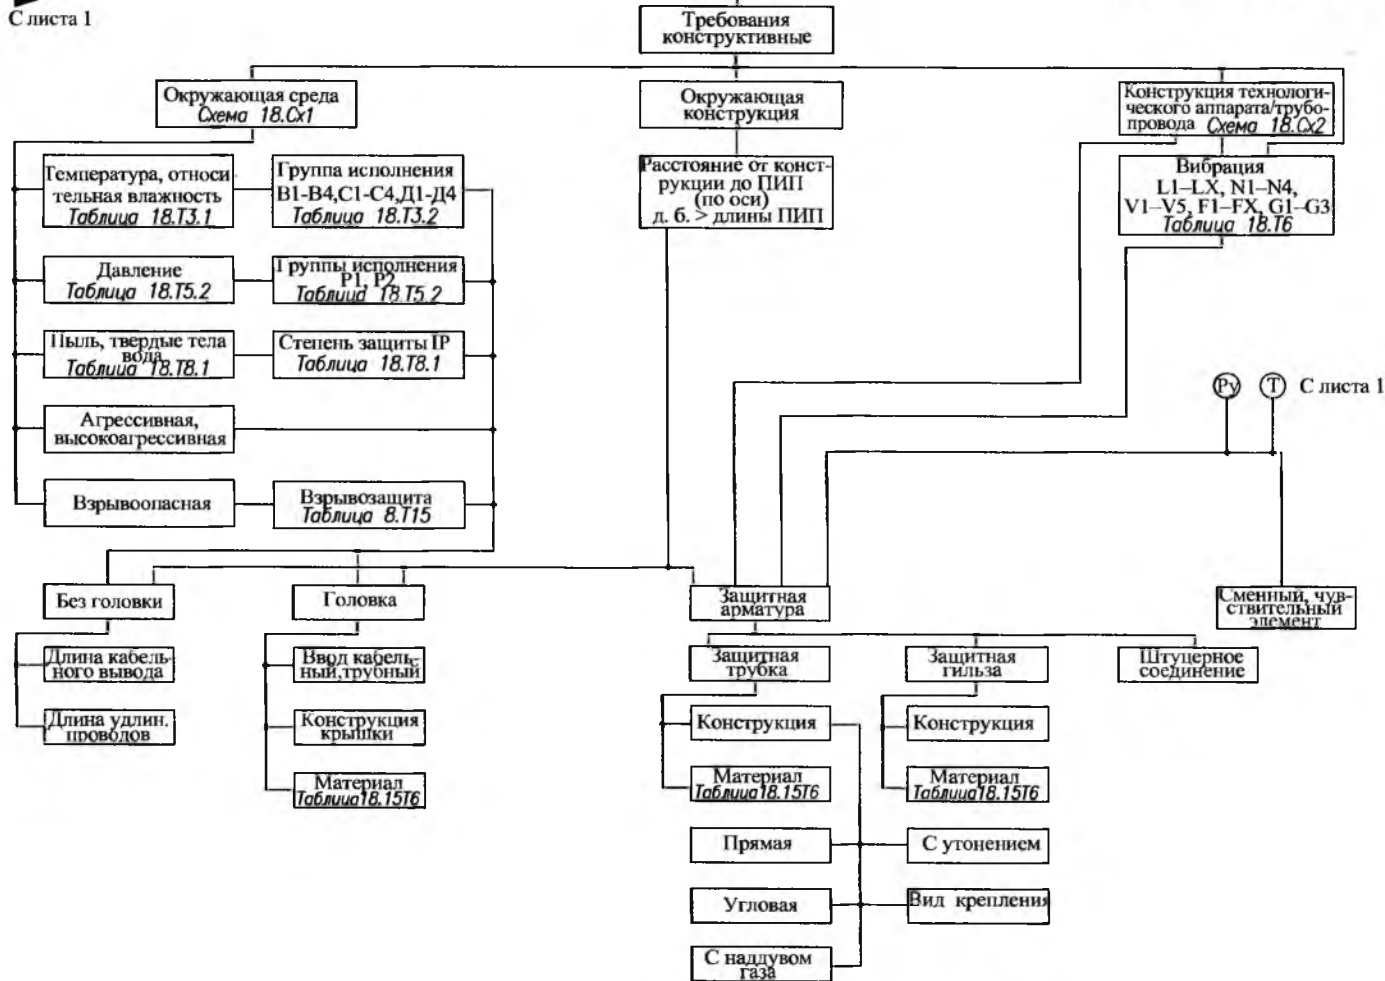 С листа 1
Требования
конструктивные
Окружающая среда
Схема 18.Сх1
Окружающая
конструкция
Конструкция технологи-
ческого аппарата/трубо-
провода Схема 18.Сх2
Температура, относи
тельная влажность
Таблица 18.Т3.1
Группа исполнения
В1-В4,С1-С4,Д1-Д4
Таблица 18.Т3.2
Расстояние от конст-
рукции до ПИП
(по оси)
д. б. > длины ПИП
Вибрация
L1–LX, N1–N4,
V1–V5, F1–FX, G1–G3
Таблица 18.Т6
Давление
Таблица 18.Т5.2
Группы исполнения
Р1, Р2
Таблица 18.Т5.2
Пыль, твердые тела
вода
Таблица 18.Т8.1
Степень защиты IP
Таблица 18.Т8.1
Ру
Т
С листа 1
Агрессивная,
высокоагрессивная
Взрывоопасная
Взрывозащита
Таблица 8.Т15
Без головки
Головка
Защитная
арматура
Сменный, чув-
ствительный
элемент
Длина кабель-
ного вывода
Ввод кабель-
ный,трубный
Защитная
трубка
Защитная
гильза
Штуцерное
соединение
Длина удлин.
проводов
Конструкция
крышки
Конструкция
Конструкция
Материал
Таблица18.15Т6
Материал
Таблица18.15Т6
Материал
Таблица18.15Т6
Прямая
С утонением
Угловая
Вид крепления
С наддувом
газа